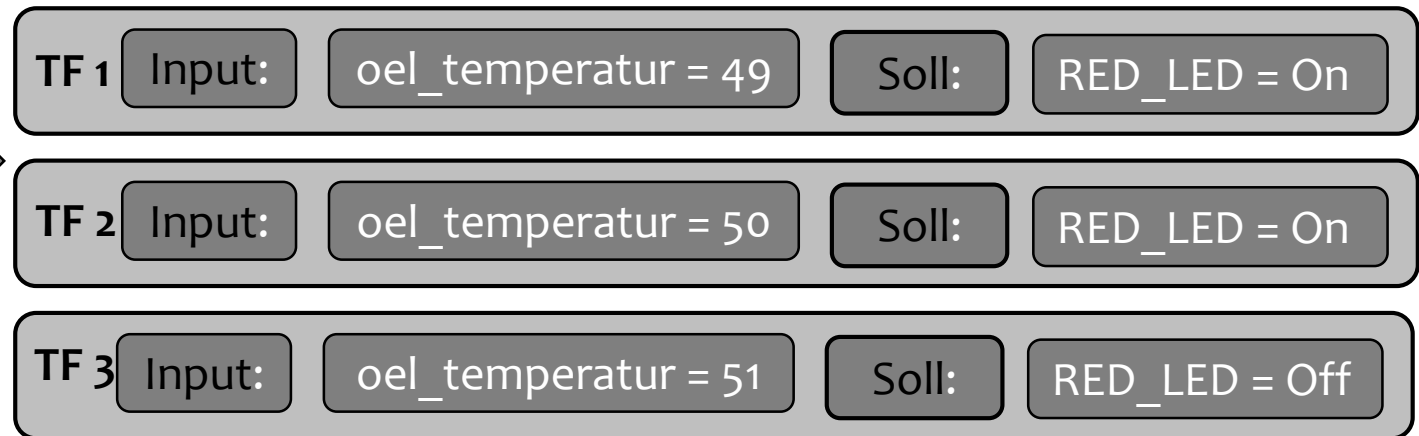 TF 1 Input: oel_temperatur = 49 Soll: RED_LED = On
TF 2 Input: oel_temperatur = 50 Soll: RED_LED = On
TF 3 Input: oel_temperatur = 51 Soll: RED_LED = Off